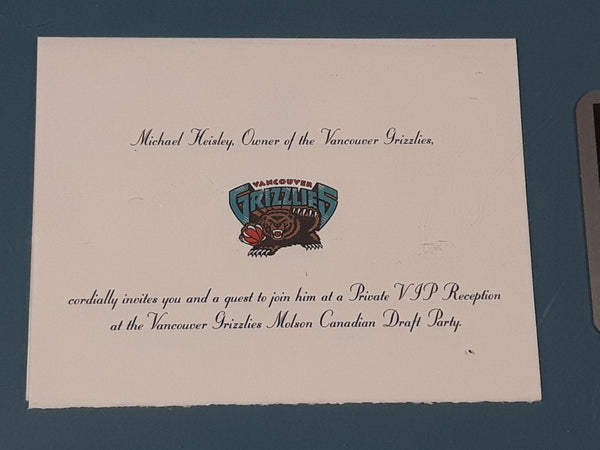 Michael Heisley, Owner of the Vancouver Grizzlies,
VANCOUVER
GRIZZLIES
cordially invites you and a guest to join him at a Private VIP Reception
at the Vancouver Grizzlies Molson Canadian Draft Party.